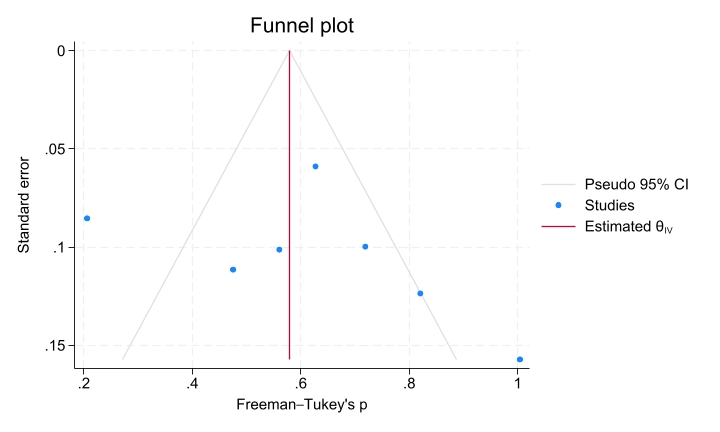 Funnel plot
Standard error
0
.05
.1
.15
.2
.4
.6
.8
1
Freeman–Tukey's p
Pseudo 95% CI
Studies
Estimated θIV